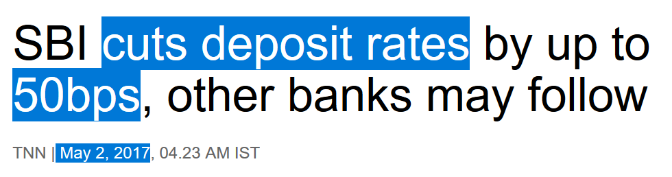 SBI cuts deposit rates by up to
50bps, other banks may follow
TNN | May 2, 2017, 04.23 AM IST